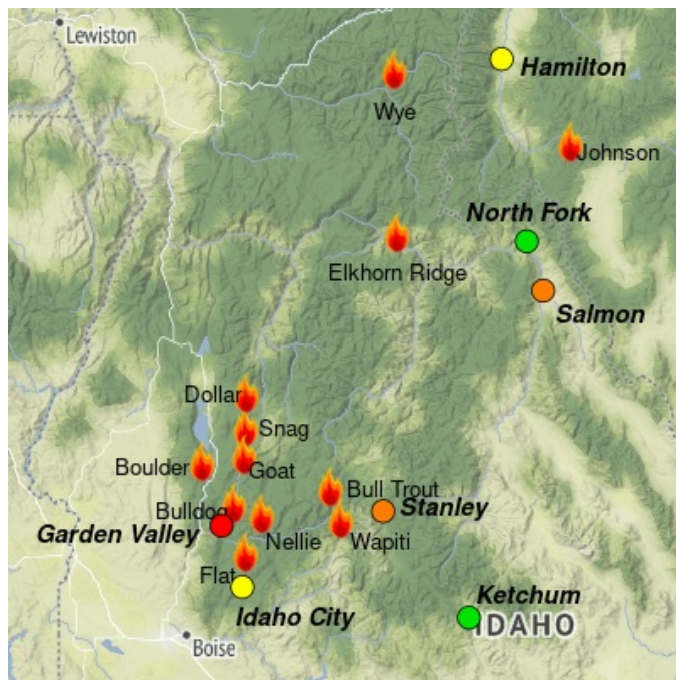 Lewiston
Hamilton
Wye
Johnson
North Fork
Elkhorn Ridge
Salmon
Dollar
Snag
Boulder
Goat
Bull Trout
Bulldog
Stanley
Garden Valley
Nellie
Wapiti
Flat
Ketchum
Idaho City
IDAHO
Boise